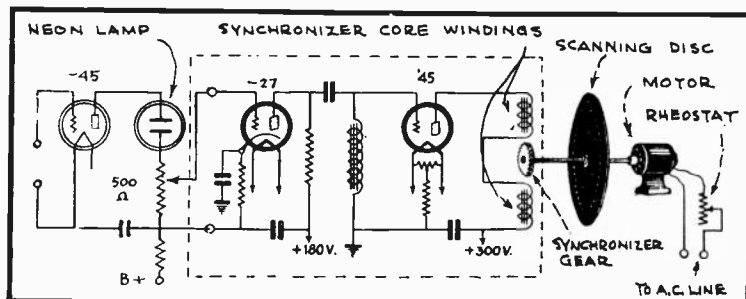 NEON LAMP
SYNCHRONIZER CORE WINDINGS
SCANNING DISC
MOTOR
RHEOSTAT
-45
-27
'45
500
Ω
B+
+180V.
+300V.
SYNCHRONIZER
GEAR
TO A.C. LINE